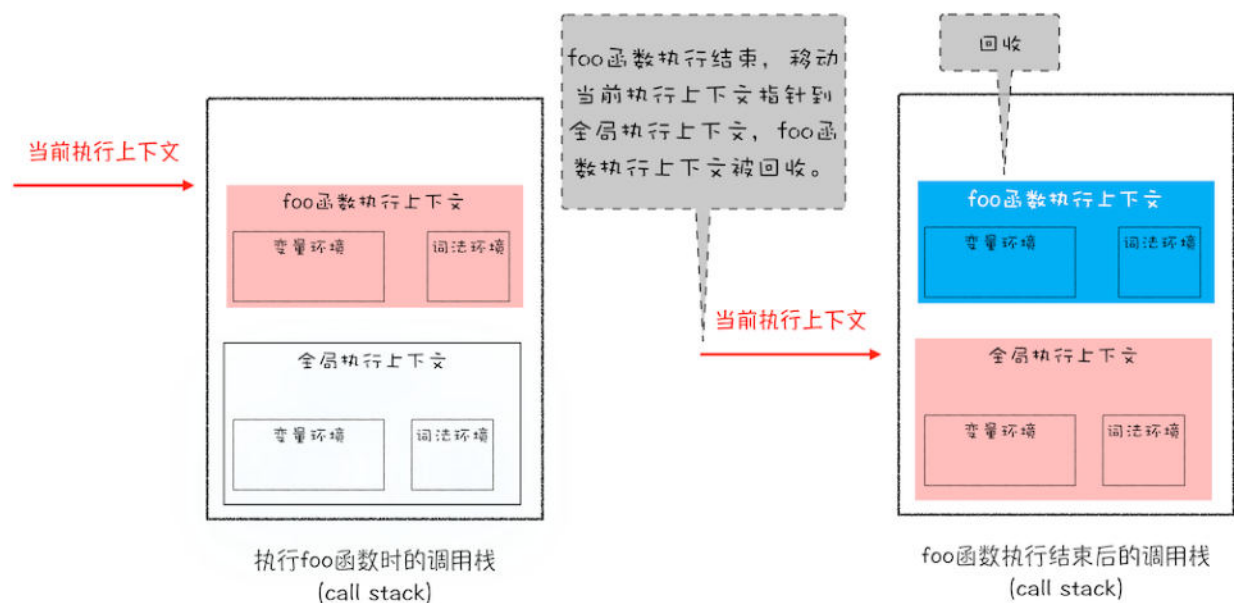 当前执行上下文
foo函数执行上下文
变量环境
词法环境
全局执行上下文
变量环境
词法环境
执行foo函数时的调用栈
(call stack)
foo函数执行结束，移动
当前执行上下文指针到
全局执行上下文，foo函
数执行上下文被回收。
当前执行上下文
回收
foo函数执行上下文
变量环境
词法环境
全局执行上下文
变量环境
词法环境
foo函数执行结束后的调用栈
(call stack)